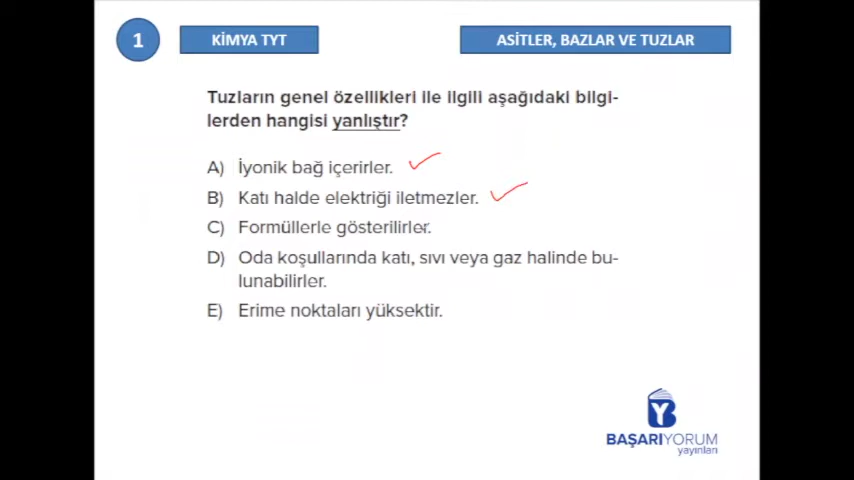 1
KİMYA TYT
ASİTLER, BAZLAR VE TUZLAR
Tuzların genel özellikleri ile ilgili aşağıdaki bilgi-
lerden hangisi yanlıştır?
A) İyonik bağ içerirler.
B) Katı halde elektriği iletmezler.
C) Formüllerle gösterilirler.
D) Oda koşullarında katı, sıvı veya gaz halinde bu-
lunabilirler.
E) Erime noktaları yüksektir.
BY
BAŞARIYORUM
yayınları